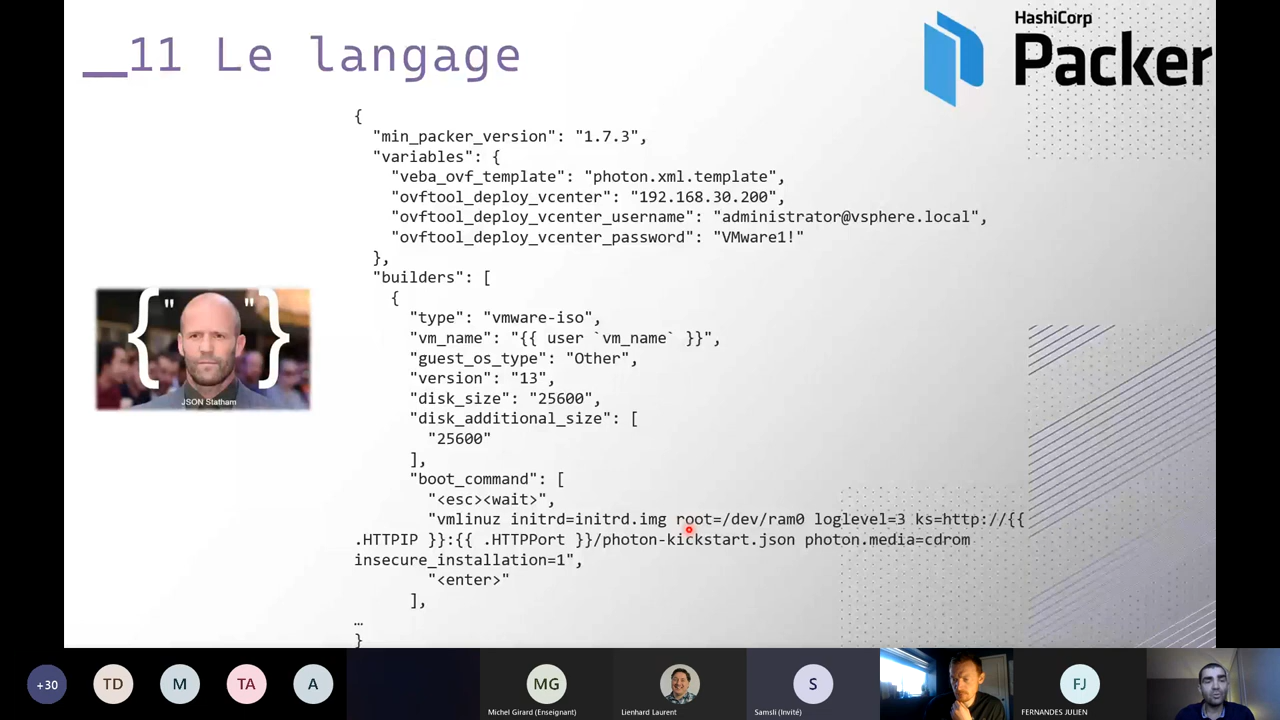 __11 Le langage
HashiCorp
Packer
{
"min_packer_version": "1.7.3",
"variables": {
"veba_ovf_template": "photon.xml.template",
"ovftool_deploy_vcenter": "192.168.30.200",
"ovftool_deploy_vcenter_username": "administrator@vsphere.local",
"ovftool_deploy_vcenter_password": "VMware1!"
},
"builders": [
{
"type": "vmware-iso",
"vm_name": "{{ user `vm_name` }}",
"guest_os_type": "Other",
"version": "13",
"disk_size": "25600",
"disk_additional_size": [
"25600"
],
"boot_command": [
"<esc><wait>",
"vmlinuz initrd=initrd.img root=/dev/ram0 loglevel=3 ks=http://{{
.HTTPIP }}:{{ .HTTPPort }}/photon-kickstart.json photon.media=cdrom
insecure_installation=1",
"<enter>"
],
…
}
{" "}
JSON Statham
+30
TD
M
TA
A
MG
Michel Girard (Enseignant)
Lienhard Laurent
S
Samsli (Invité)
FJ
FERNANDES JULIEN